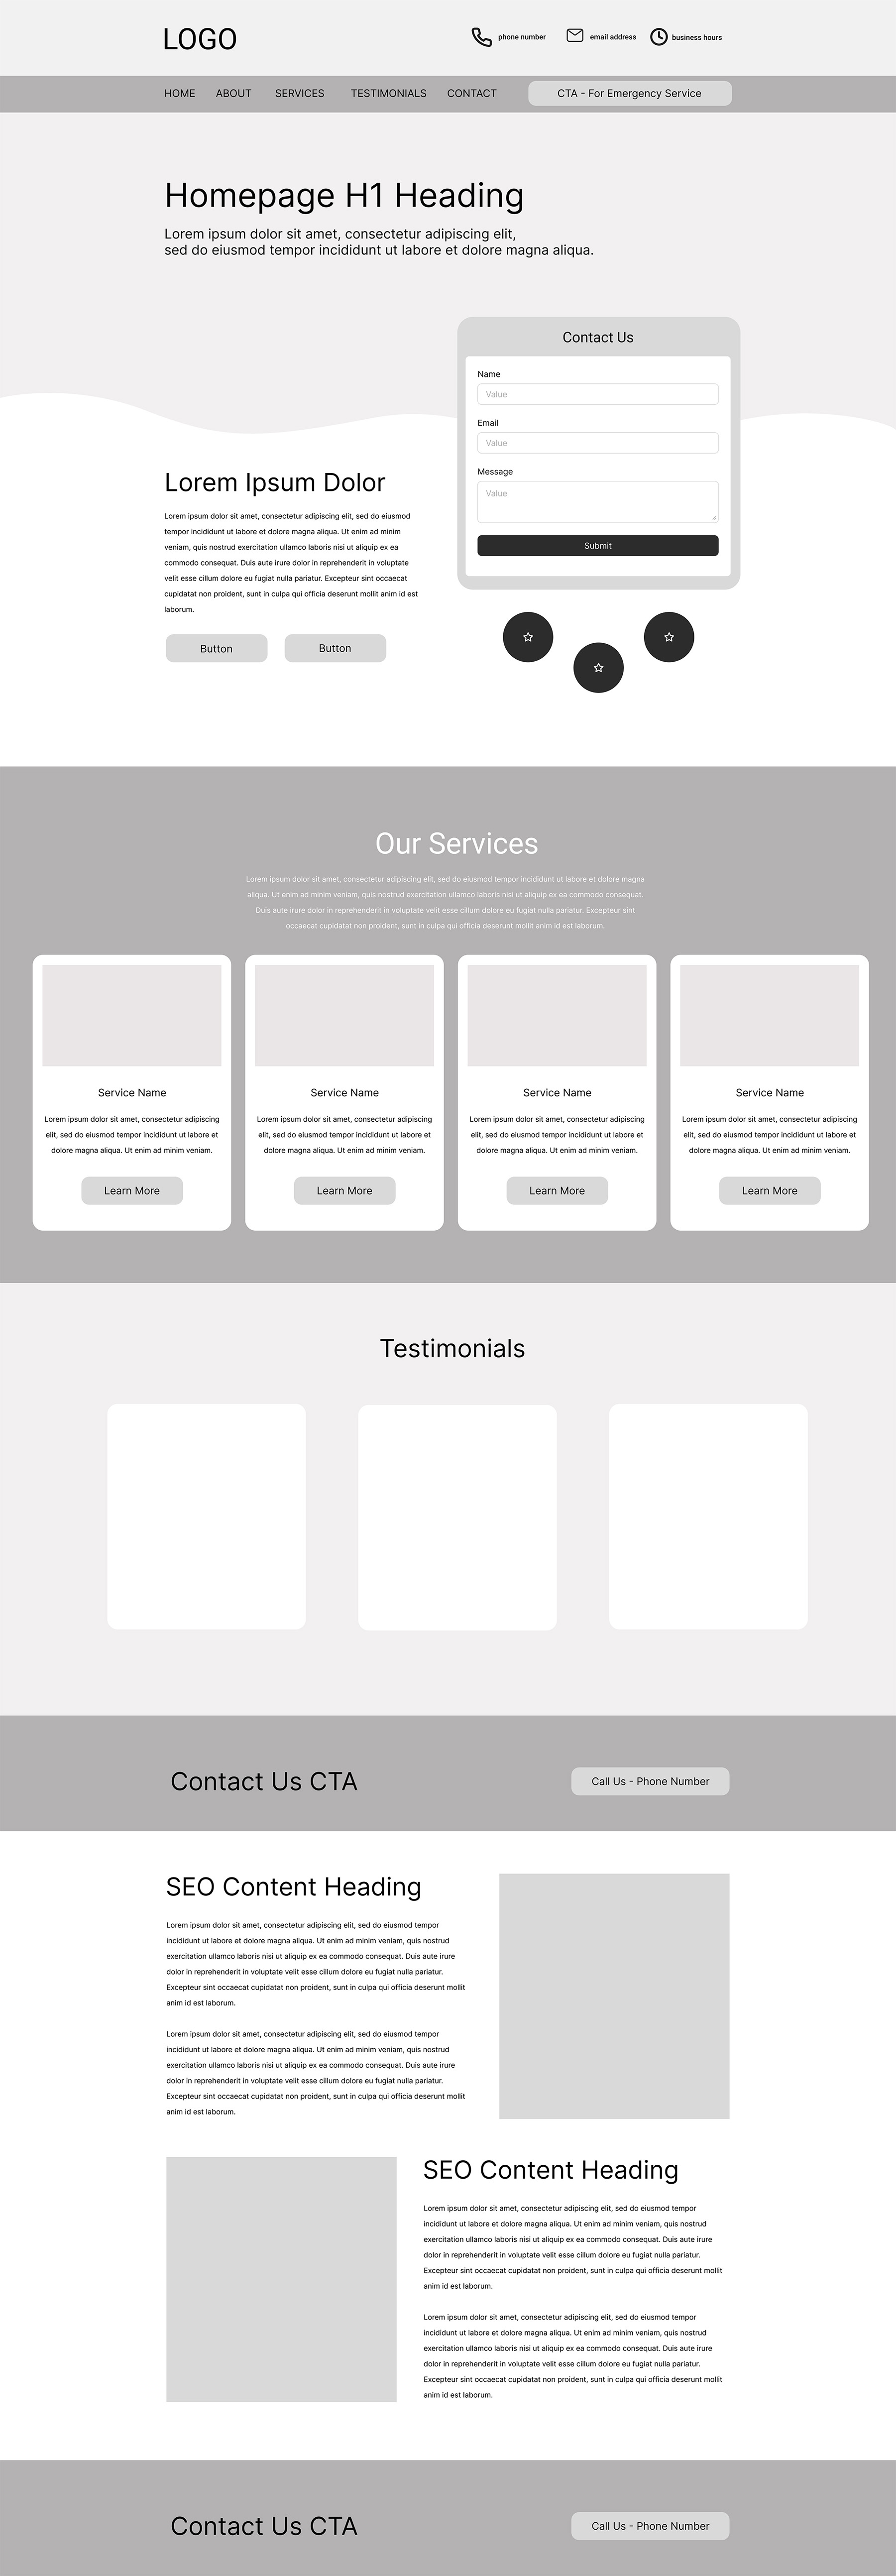 LOGO
phone number
email address
business hours
HOME
ABOUT
SERVICES
TESTIMONIALS
CONTACT
CTA - For Emergency Service
Homepage H1 Heading
Lorem ipsum dolor sit amet, consectetur adipiscing elit,
sed do eiusmod tempor incididunt ut labore et dolore magna aliqua.
Contact Us
Name
Value
Email
Value
Message
Value
Submit
Lorem Ipsum Dolor
Lorem ipsum dolor sit amet, consectetur adipiscing elit, sed do eiusmod
tempor incididunt ut labore et dolore magna aliqua. Ut enim ad minim
veniam, quis nostrud exercitation ullamco laboris nisi ut aliquip ex ea
commodo consequat. Duis aute irure dolor in reprehenderit in voluptate
velit esse cillum dolore eu fugiat nulla pariatur. Excepteur sint occaecat
cupidatat non proident, sunt in culpa qui officia deserunt mollit anim id est
laborum.
Button
Button
Our Services
Lorem ipsum dolor sit amet, consectetur adipiscing elit, sed do eiusmod tempor incididunt ut labore et dolore magna
aliqua. Ut enim ad minim veniam, quis nostrud exercitation ullamco laboris nisi ut aliquip ex ea commodo consequat.
Duis aute irure dolor in reprehenderit in voluptate velit esse cillum dolore eu fugiat nulla pariatur. Excepteur sint
occaecat cupidatat non proident, sunt in culpa qui officia deserunt mollit anim id est laborum.
Service Name
Lorem ipsum dolor sit amet, consectetur adipiscing
elit, sed do eiusmod tempor incididunt ut labore et
dolore magna aliqua. Ut enim ad minim veniam.
Learn More
Service Name
Lorem ipsum dolor sit amet, consectetur adipiscing
elit, sed do eiusmod tempor incididunt ut labore et
dolore magna aliqua. Ut enim ad minim veniam.
Learn More
Service Name
Lorem ipsum dolor sit amet, consectetur adipiscing
elit, sed do eiusmod tempor incididunt ut labore et
dolore magna aliqua. Ut enim ad minim veniam.
Learn More
Service Name
Lorem ipsum dolor sit amet, consectetur adipiscing
elit, sed do eiusmod tempor incididunt ut labore et
dolore magna aliqua. Ut enim ad minim veniam.
Learn More
Testimonials
Contact Us CTA
Call Us - Phone Number
SEO Content Heading
Lorem ipsum dolor sit amet, consectetur adipiscing elit, sed do eiusmod tempor
incididunt ut labore et dolore magna aliqua. Ut enim ad minim veniam, quis nostrud
exercitation ullamco laboris nisi ut aliquip ex ea commodo consequat. Duis aute irure
dolor in reprehenderit in voluptate velit esse cillum dolore eu fugiat nulla pariatur.
Excepteur sint occaecat cupidatat non proident, sunt in culpa qui officia deserunt mollit
anim id est laborum.
Lorem ipsum dolor sit amet, consectetur adipiscing elit, sed do eiusmod tempor
incididunt ut labore et dolore magna aliqua. Ut enim ad minim veniam, quis nostrud
exercitation ullamco laboris nisi ut aliquip ex ea commodo consequat. Duis aute irure
dolor in reprehenderit in voluptate velit esse cillum dolore eu fugiat nulla pariatur.
Excepteur sint occaecat cupidatat non proident, sunt in culpa qui officia deserunt mollit
anim id est laborum.
SEO Content Heading
Lorem ipsum dolor sit amet, consectetur adipiscing elit, sed do eiusmod tempor
incididunt ut labore et dolore magna aliqua. Ut enim ad minim veniam, quis nostrud
exercitation ullamco laboris nisi ut aliquip ex ea commodo consequat. Duis aute irure
dolor in reprehenderit in voluptate velit esse cillum dolore eu fugiat nulla pariatur.
Excepteur sint occaecat cupidatat non proident, sunt in culpa qui officia deserunt mollit
anim id est laborum.
Lorem ipsum dolor sit amet, consectetur adipiscing elit, sed do eiusmod tempor
incididunt ut labore et dolore magna aliqua. Ut enim ad minim veniam, quis nostrud
exercitation ullamco laboris nisi ut aliquip ex ea commodo consequat. Duis aute irure
dolor in reprehenderit in voluptate velit esse cillum dolore eu fugiat nulla pariatur.
Excepteur sint occaecat cupidatat non proident, sunt in culpa qui officia deserunt mollit
anim id est laborum.
Contact Us CTA
Call Us - Phone Number